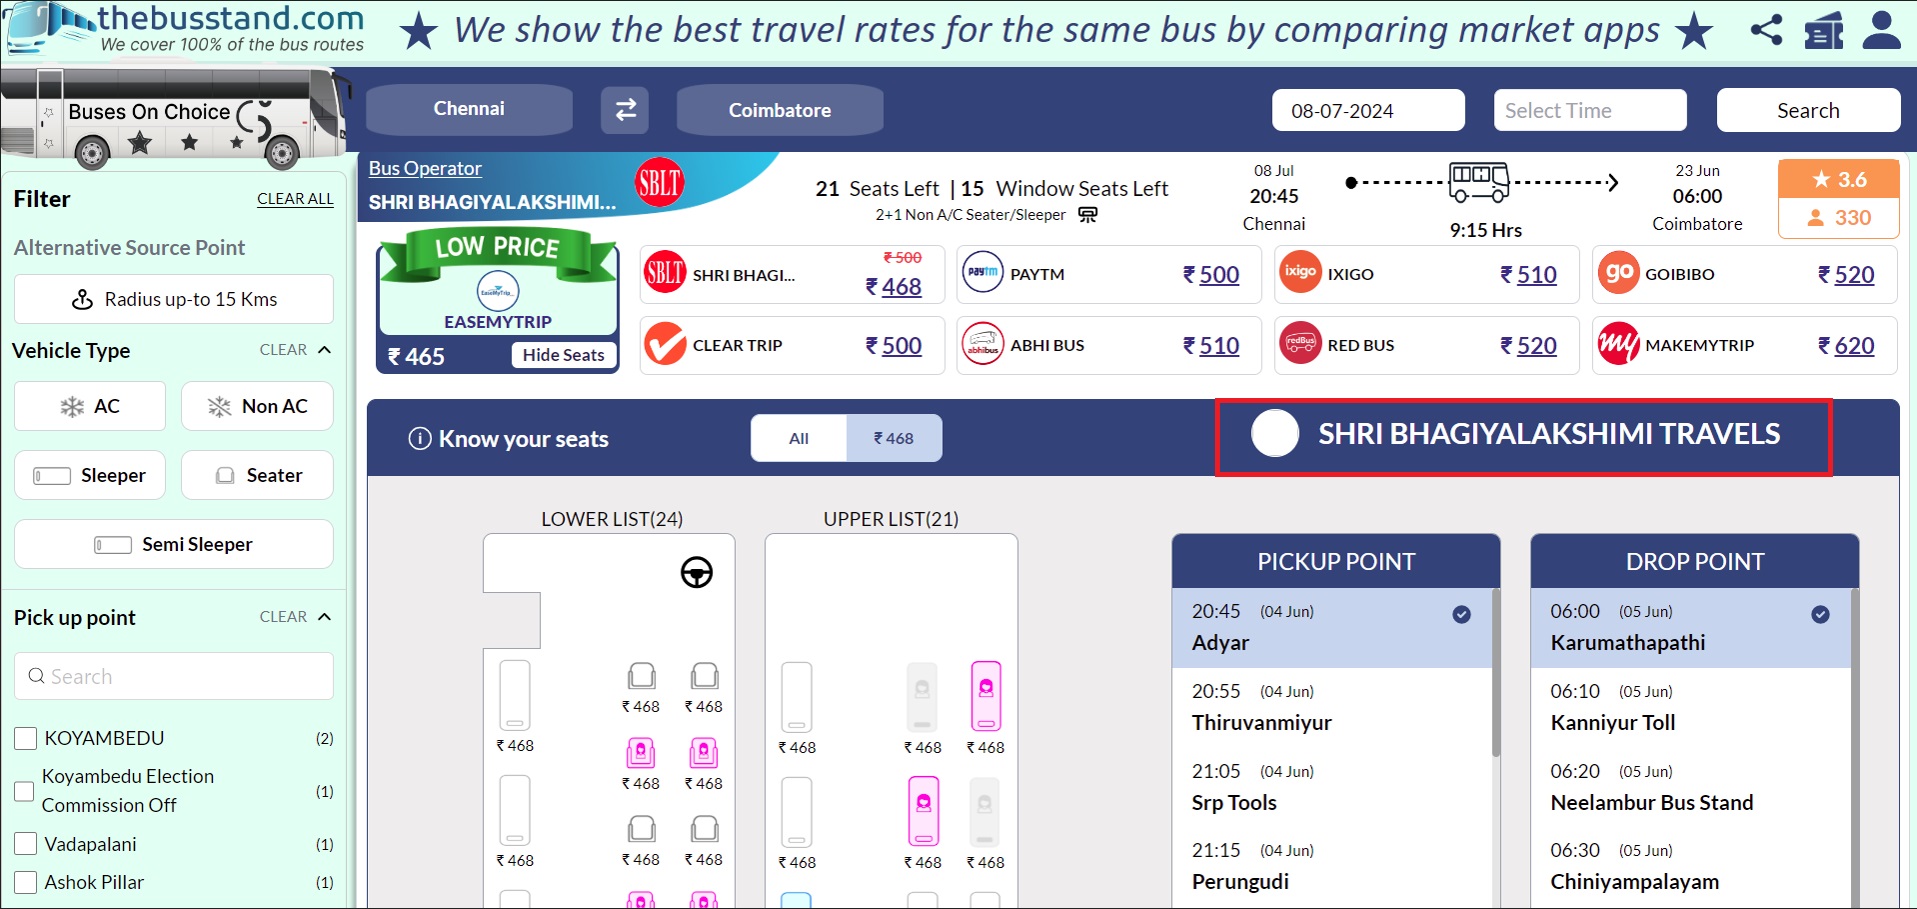 thebusstand.com
We cover 100% of the bus routes
We show the best travel rates for the same bus by comparing market apps
Buses On Choice
Chennai
Coimbatore
08-07-2024
Select Time
Search
Filter
CLEAR ALL
Alternative Source Point
Radius up-to 15 Kms
Vehicle Type
CLEAR
AC
Non AC
Sleeper
Seater
Semi Sleeper
Pick up point
CLEAR
Search
KOYAMBEDU (2)
Koyambedu Election
Commission Off (1)
Vadapalani (1)
Ashok Pillar (1)
Bus Operator
SHRI BHAGIYALAKSHIMI...
SBLT
21 Seats Left | 15 Window Seats Left
2+1 Non A/C Seater/Sleeper
08 Jul
20:45
Chennai
9:15 Hrs
23 Jun
06:00
Coimbatore
3.6
330
LOW PRICE
EaseMyTrip
EASEMYTRIP
₹ 465
Hide Seats
SBLT SHRI BHAGI... ₹ 500
₹ 468
paytm PAYTM ₹ 500
ixigo IXIGO ₹ 510
go GOIBIBO ₹ 520
CLEAR TRIP ₹ 500
abhibus ABHI BUS ₹ 510
redBus RED BUS ₹ 520
my MAKEMYTRIP ₹ 620
Know your seats
All
₹ 468
SHRI BHAGIYALAKSHIMI TRAVELS
LOWER LIST(24)
₹ 468 ₹ 468
₹ 468
₹ 468 ₹ 468
₹ 468 ₹ 468
₹ 468
UPPER LIST(21)
₹ 468 ₹ 468 ₹ 468
₹ 468 ₹ 468 ₹ 468
PICKUP POINT
20:45 (04 Jun)
Adyar
20:55 (04 Jun)
Thiruvanmiyur
21:05 (04 Jun)
Srp Tools
21:15 (04 Jun)
Perungudi
DROP POINT
06:00 (05 Jun)
Karumathapathi
06:10 (05 Jun)
Kanniyur Toll
06:20 (05 Jun)
Neelambur Bus Stand
06:30 (05 Jun)
Chiniyampalayam